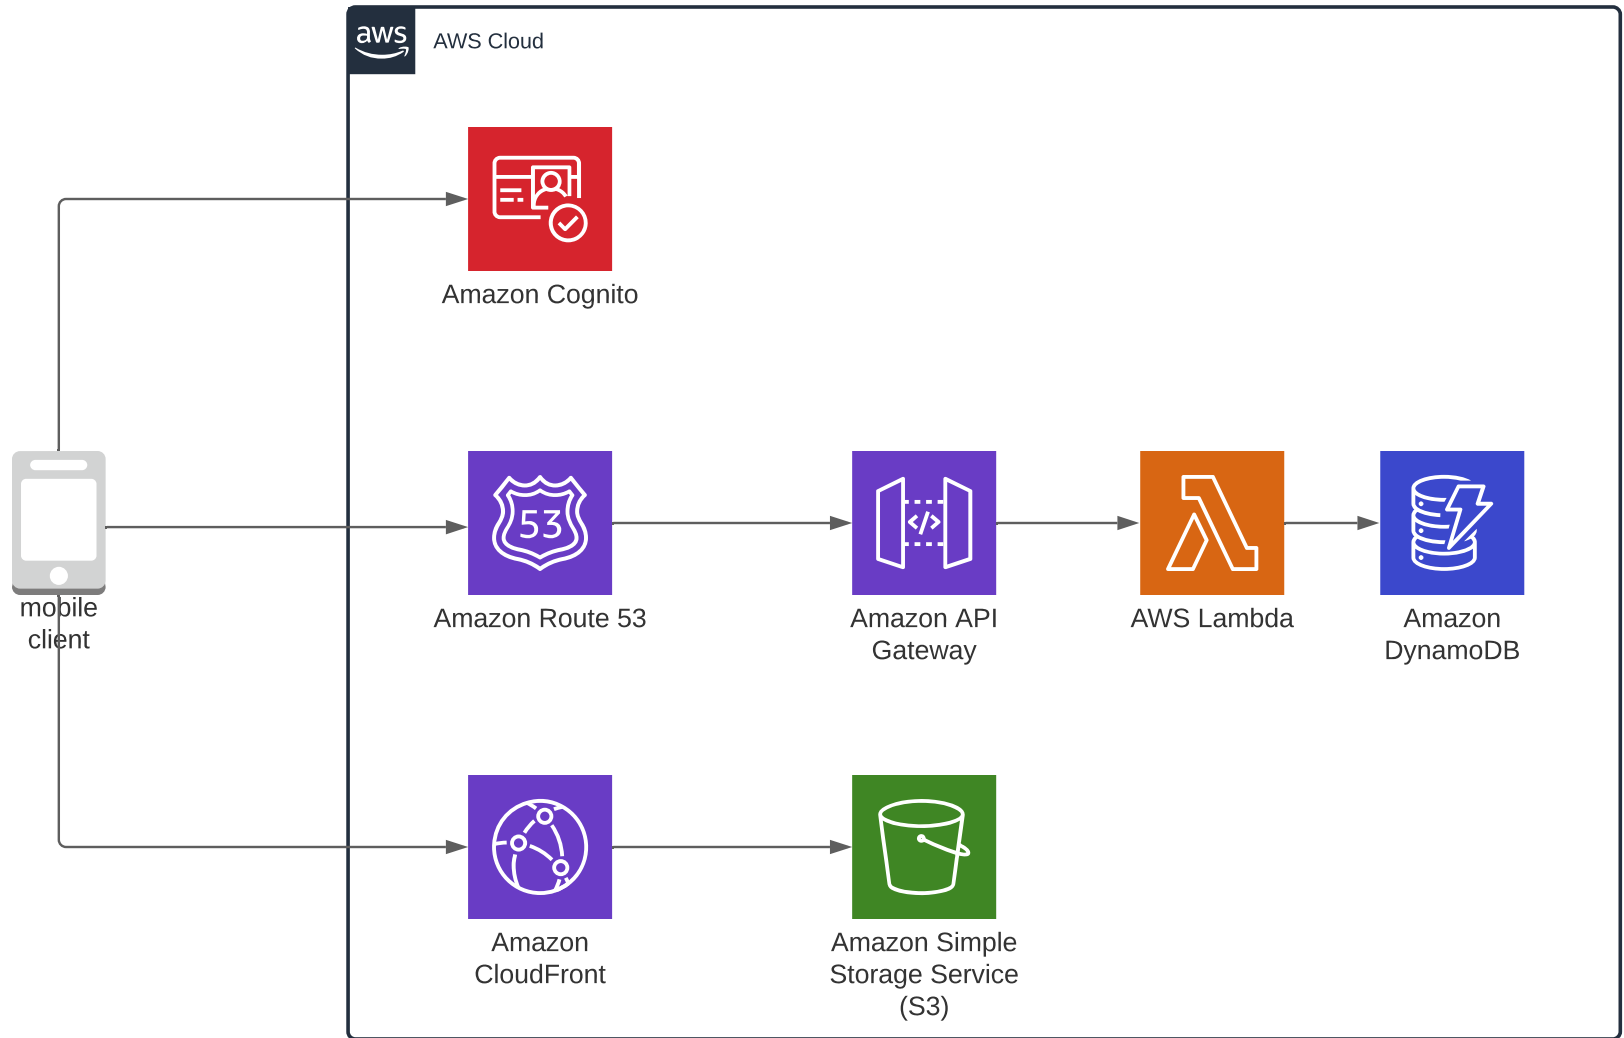 aws
AWS Cloud
Amazon Cognito
mobile
client
53
Amazon Route 53
</>
Amazon API
Gateway
AWS Lambda
Amazon
DynamoDB
Amazon
CloudFront
Amazon Simple
Storage Service
(S3)